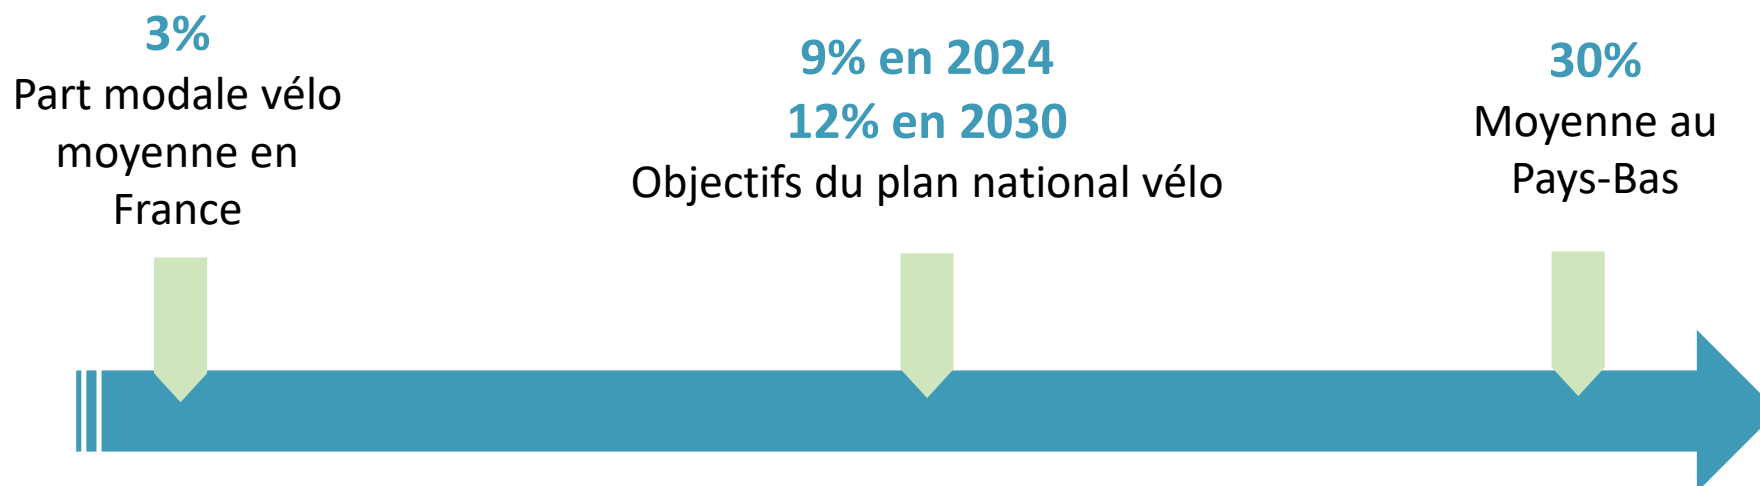 3%
Part modale vélo
moyenne en
France
9% en 2024
12% en 2030
Objectifs du plan national vélo
30%
Moyenne au
Pays-Bas